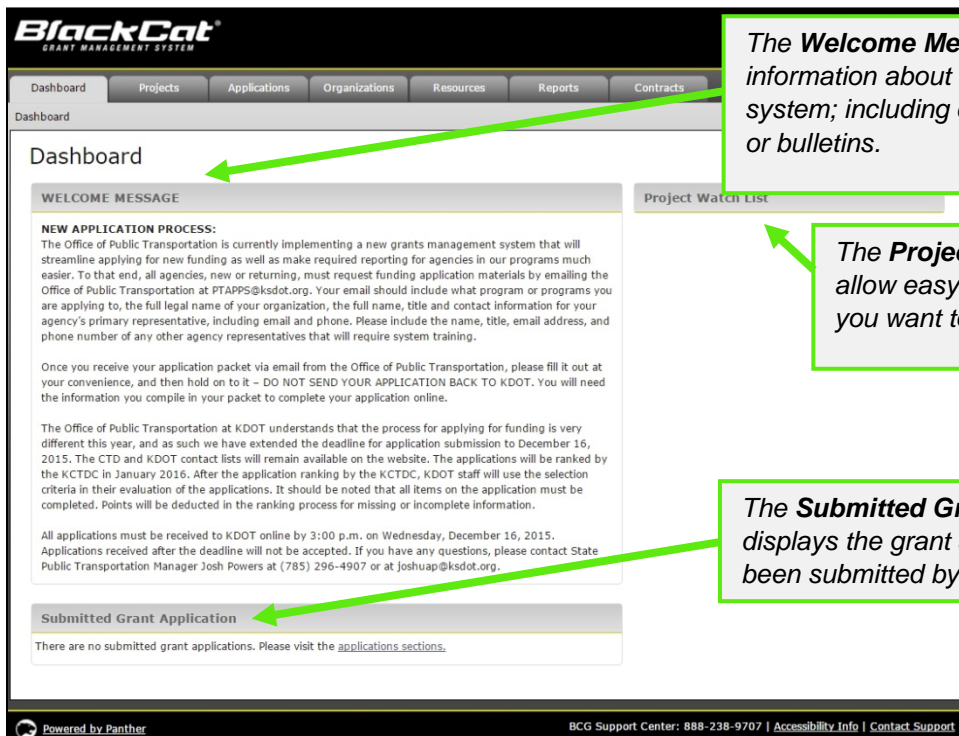 BlackCat
GRANT MANAGEMENT SYSTEM
Dashboard Projects Applications Organizations Resources Reports Contracts
Dashboard
Dashboard
WELCOME MESSAGE
NEW APPLICATION PROCESS:
The Office of Public Transportation is currently implementing a new grants management system that will
streamline applying for new funding as well as make required reporting for agencies in our programs much
easier. To that end, all agencies, new or returning, must request funding application materials by emailing the
Office of Public Transportation at PTAPPS@ksdot.org. Your email should include what program or programs you
are applying to, the full legal name of your organization, the full name, title and contact information for your
agency's primary representative, including email and phone. Please include the name, title, email address, and
phone number of any other agency representatives that will require system training.
Once you receive your application packet via email from the Office of Public Transportation, please fill it out at
your convenience, and then hold on to it – DO NOT SEND YOUR APPLICATION BACK TO KDOT. You will need
the information you compile in your packet to complete your application online.
The Office of Public Transportation at KDOT understands that the process for applying for funding is very
different this year, and as such we have extended the deadline for application submission to December 16,
2015. The CTD and KDOT contact lists will remain available on the website. The applications will be ranked by
the KCTDC in January 2016. After the application ranking by the KCTDC, KDOT staff will use the selection
criteria in their evaluation of the applications. It should be noted that all items on the application must be
completed. Points will be deducted in the ranking process for missing or incomplete information.
All applications must be received to KDOT online by 3:00 p.m. on Wednesday, December 16, 2015.
Applications received after the deadline will not be accepted. If you have any questions, please contact State
Public Transportation Manager Josh Powers at (785) 296-4907 or at joshuap@ksdot.org.
Submitted Grant Application
There are no submitted grant applications. Please visit the applications sections.
Project Watch List
The Welcome Me
information about
system; including
or bulletins.
The Projec
allow easy
you want t
The Submitted Gr
displays the grant
been submitted by
Powered by Panther
BCG Support Center: 888-238-9707 | Accessibility Info | Contact Support